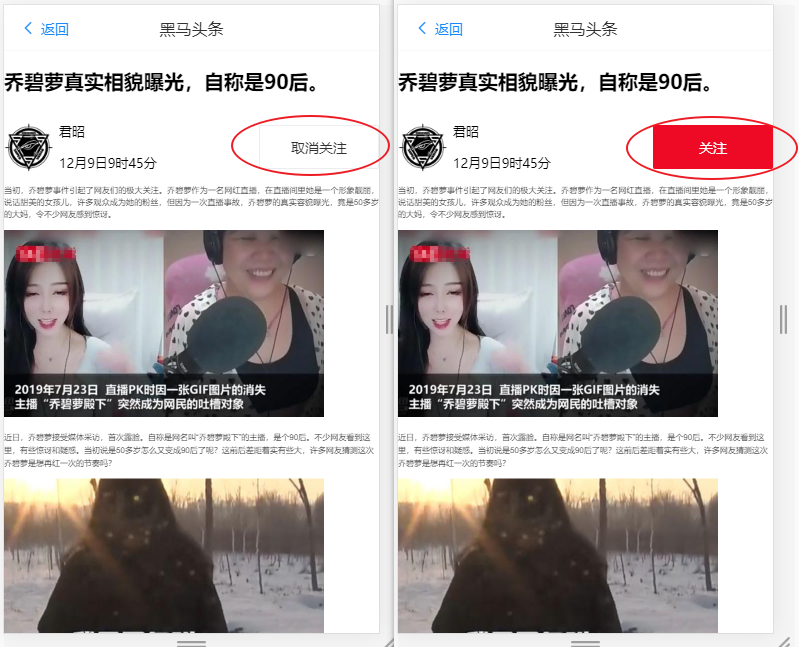 返回
黑马头条
乔碧萝真实相貌曝光，自称是90后。
君昭
12月9日9时45分
取消关注
当初，乔碧萝事件引起了网友们的极大关注。乔碧萝作为一名网红直播，在直播间里她是一个形象靓丽，
说话甜美的女孩儿，许多观众成为她的粉丝，但因为一次直播事故，乔碧萝的真实容貌曝光，竟是50多岁
的大妈，令不少网友感到惊讶。
2019年7月23日 直播PK时因一张GIF图片的消失
主播“乔碧萝殿下”突然成为网民的吐槽对象
近日，乔碧萝接受媒体采访，首次露脸。自称是网名叫“乔碧萝殿下”的主播，是个90后。不少网友看到这
里，有些惊讶和疑惑。当初说是50多岁怎么又变成90后了呢？这前后差距着实有些大，许多网友猜测这次
乔碧萝是想再红一次的节奏吗？
返回
黑马头条
乔碧萝真实相貌曝光，自称是90后。
君昭
12月9日9时45分
关注
当初，乔碧萝事件引起了网友们的极大关注。乔碧萝作为一名网红直播，在直播间里她是一个形象靓丽，
说话甜美的女孩儿，许多观众成为她的粉丝，但因为一次直播事故，乔碧萝的真实容貌曝光，竟是50多岁
的大妈，令不少网友感到惊讶。
2019年7月23日 直播PK时因一张GIF图片的消失
主播“乔碧萝殿下”突然成为网民的吐槽对象
近日，乔碧萝接受媒体采访，首次露脸。自称是网名叫“乔碧萝殿下”的主播，是个90后。不少网友看到这
里，有些惊讶和疑惑。当初说是50多岁怎么又变成90后了呢？这前后差距着实有些大，许多网友猜测这次
乔碧萝是想再红一次的节奏吗？